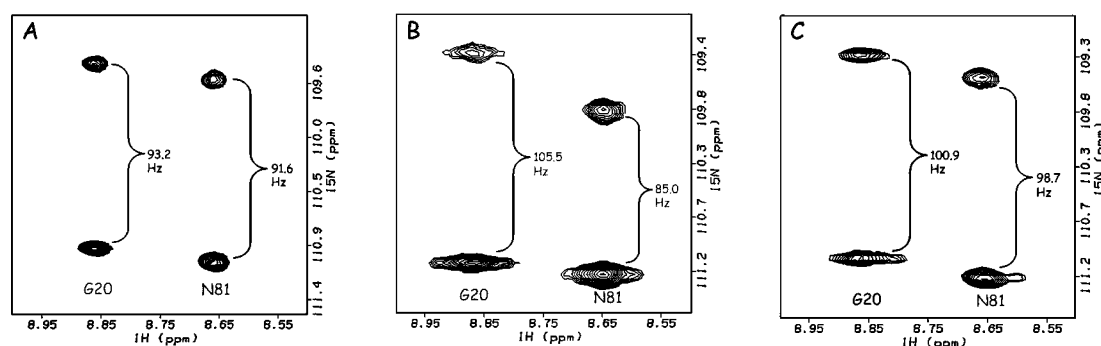 A
93.2
Hz
91.6
Hz
G20
N81
109.6
110.0
110.5
110.9
111.4
15N (ppm)
8.95
8.85
8.75
8.65
8.55
1H (ppm)
B
105.5
Hz
85.0
Hz
G20
N81
109.4
109.8
110.3
110.7
111.2
15N (ppm)
8.95
8.85
8.75
8.65
8.55
1H (ppm)
C
100.9
Hz
98.7
Hz
G20
N81
109.3
109.8
110.3
110.7
111.2
15N (ppm)
8.95
8.85
8.75
8.65
8.55
1H (ppm)